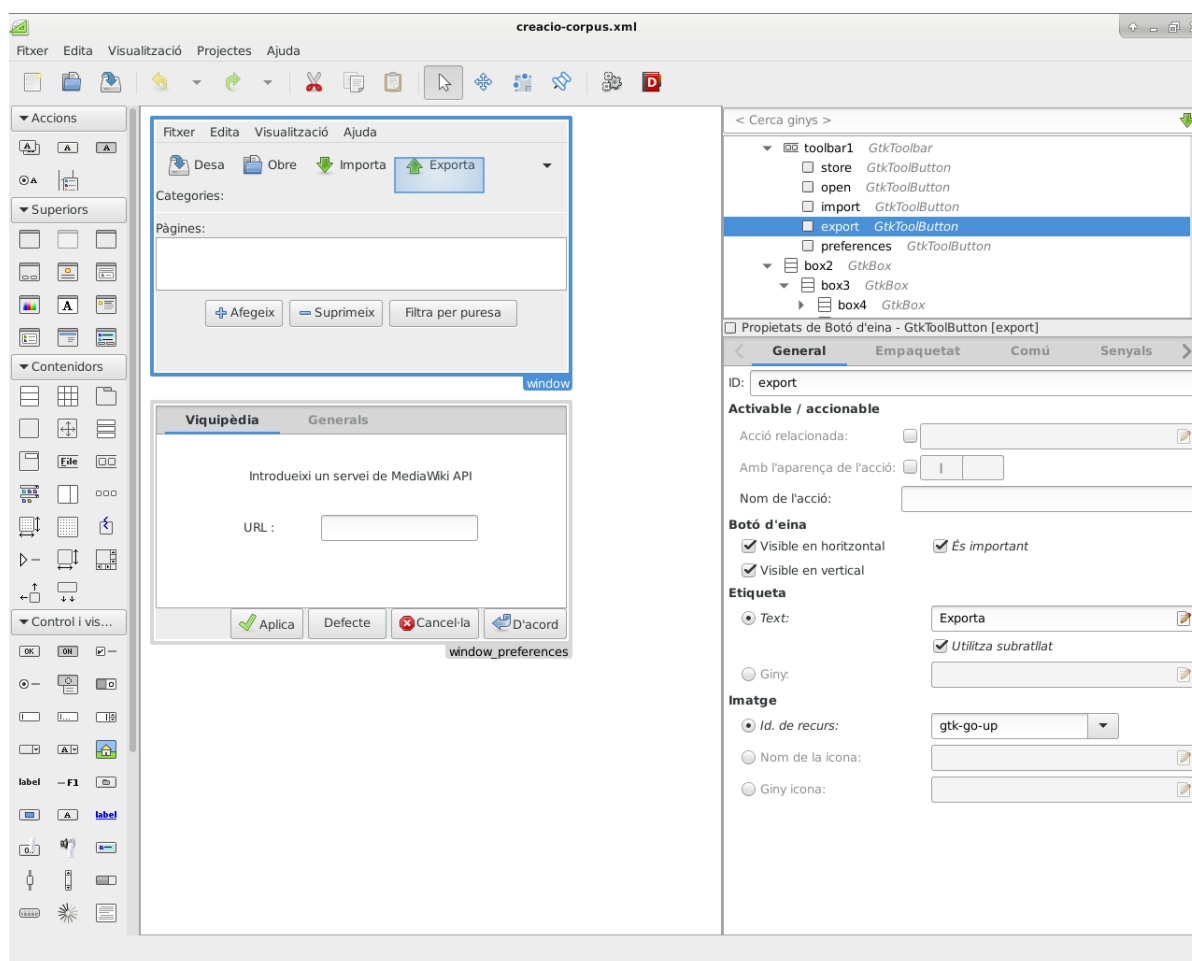 creacio-corpus.xml
Fitxer Edita Visualització Projectes Ajuda
D
Accions
A A A
A
Superiors
A
Contenidors
File
Control i vis...
OK ON
A
label F1
A label
0..
Fitxer Edita Visualització Ajuda
Desa Obre Importa Exporta
Categories:
Pàgines:
Afegeix Suprimeix Filtra per puresa
window
Viquipèdia Generals
Introdueixi un servei de MediaWiki API
URL :
Aplica Defecte Cancel·la D'acord
window_preferences
< Cerca ginys >
toolbar1 GtkToolbar
store GtkToolButton
open GtkToolButton
import GtkToolButton
export GtkToolButton
preferences GtkToolButton
box2 GtkBox
box3 GtkBox
box4 GtkBox
Propietats de Botó d'eina - GtkToolButton [export]
General Empaquetat Comú Senyals
ID: export
Activable / accionable
Acció relacionada:
Amb l'aparença de l'acció:
Nom de l'acció:
Botó d'eina
Visible en horitzontal És important
Visible en vertical
Etiqueta
Text: Exporta
Utilitza subratllat
Giny:
Imatge
Id. de recurs: gtk-go-up
Nom de la icona:
Giny icona: